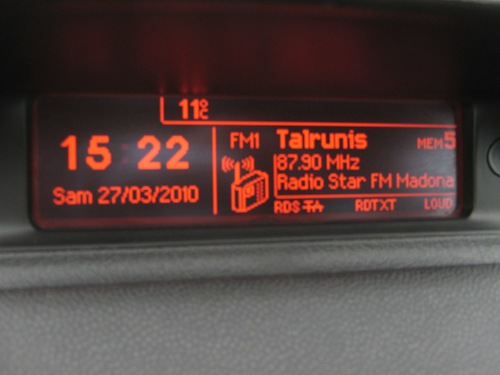 11°C
15:22
Sam 27/03/2010
FM1 Talrunis MEM 5
87.90 MHz
Radio Star FM Madona
RDS TA RDTXT LOUD